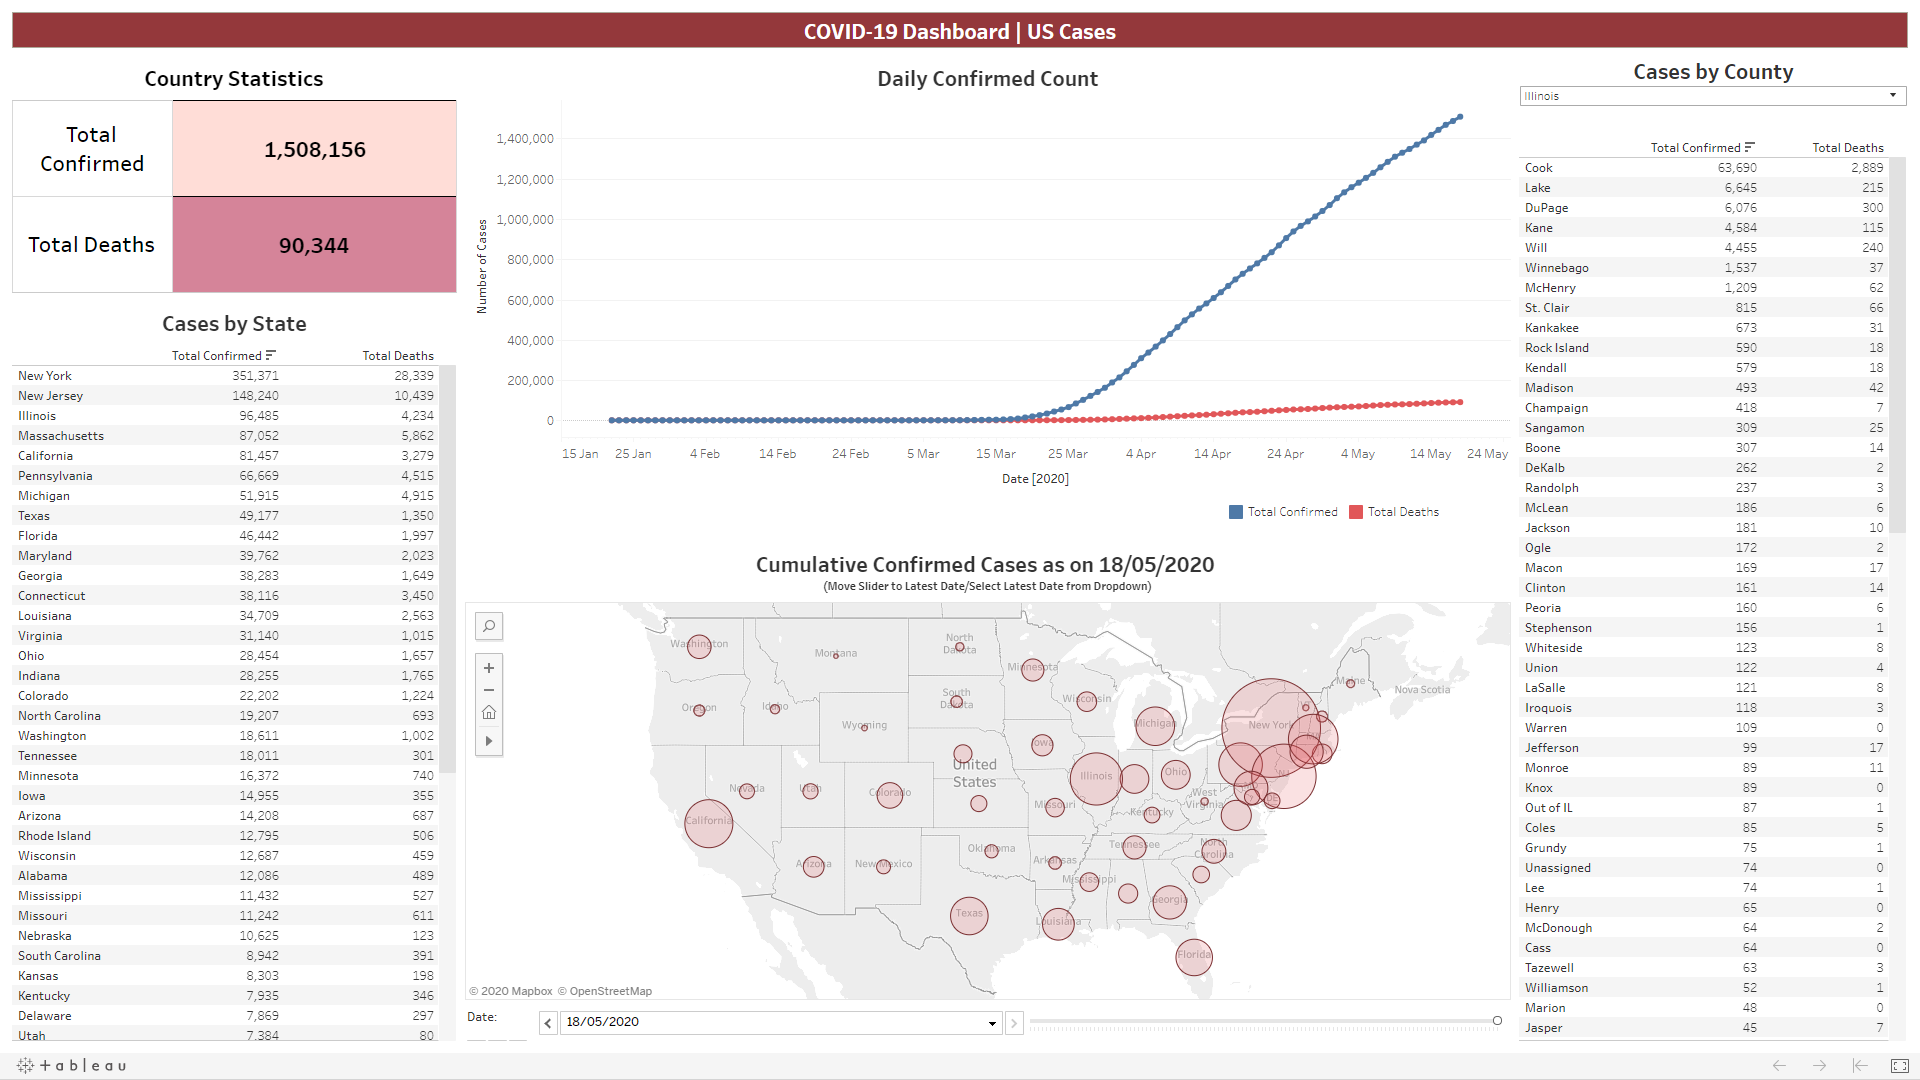 COVID-19 Dashboard | US Cases
Country Statistics
Total Confirmed
1,508,156
Total Deaths
90,344
Cases by State
Total Confirmed Total Deaths
New York 351,371 28,339
New Jersey 148,240 10,439
Illinois 96,485 4,234
Massachusetts 87,052 5,862
California 81,457 3,279
Pennsylvania 66,669 4,515
Michigan 51,915 4,915
Texas 49,177 1,350
Florida 46,442 1,997
Maryland 39,762 2,023
Georgia 38,283 1,649
Connecticut 38,116 3,450
Louisiana 34,709 2,563
Virginia 31,140 1,015
Ohio 28,454 1,657
Indiana 28,255 1,765
Colorado 22,202 1,224
North Carolina 19,207 693
Washington 18,611 1,002
Tennessee 18,011 301
Minnesota 16,372 740
Iowa 14,955 355
Arizona 14,208 687
Rhode Island 12,795 506
Wisconsin 12,687 459
Alabama 12,086 489
Mississippi 11,432 527
Missouri 11,242 611
Nebraska 10,625 123
South Carolina 8,942 391
Kansas 8,303 198
Kentucky 7,935 346
Delaware 7,869 297
Utah 7,384 80
Daily Confirmed Count
Number of Cases
1,400,000
1,200,000
1,000,000
800,000
600,000
400,000
200,000
0
15 Jan 25 Jan 4 Feb 14 Feb 24 Feb 5 Mar 15 Mar 25 Mar 4 Apr 14 Apr 24 Apr 4 May 14 May 24 May
Date [2020]
Total Confirmed Total Deaths
Cumulative Confirmed Cases as on 18/05/2020
(Move Slider to Latest Date/Select Latest Date from Dropdown)
Washington
Montana
North Dakota
Minnesota
Maine
Nova Scotia
Oregon
Idaho
South Dakota
Wisconsin
Michigan
New York
Wyoming
Iowa
Nevada
Utah
Colorado
United States
Illinois
Ohio
West Virginia
California
Missouri
Kentucky
Arizona
New Mexico
Oklahoma
Arkansas
Tennessee
North Carolina
Mississippi
Texas
Louisiana
Georgia
Florida
© 2020 Mapbox © OpenStreetMap
Date:
18/05/2020
Cases by County
Illinois
Total Confirmed Total Deaths
Cook 63,690 2,889
Lake 6,645 215
DuPage 6,076 300
Kane 4,584 115
Will 4,455 240
Winnebago 1,537 37
McHenry 1,209 62
St. Clair 815 66
Kankakee 673 31
Rock Island 590 18
Kendall 579 18
Madison 493 42
Champaign 418 7
Sangamon 309 25
Boone 307 14
DeKalb 262 2
Randolph 237 3
McLean 186 6
Jackson 181 10
Ogle 172 2
Macon 169 17
Clinton 161 14
Peoria 160 6
Stephenson 156 1
Whiteside 123 8
Union 122 4
LaSalle 121 8
Iroquois 118 3
Warren 109 0
Jefferson 99 17
Monroe 89 11
Knox 89 0
Out of IL 87 1
Coles 85 5
Grundy 75 1
Unassigned 74 0
Lee 74 1
Henry 65 0
McDonough 64 2
Cass 64 0
Tazewell 63 3
Williamson 52 1
Marion 48 0
Jasper 45 7
+ableau